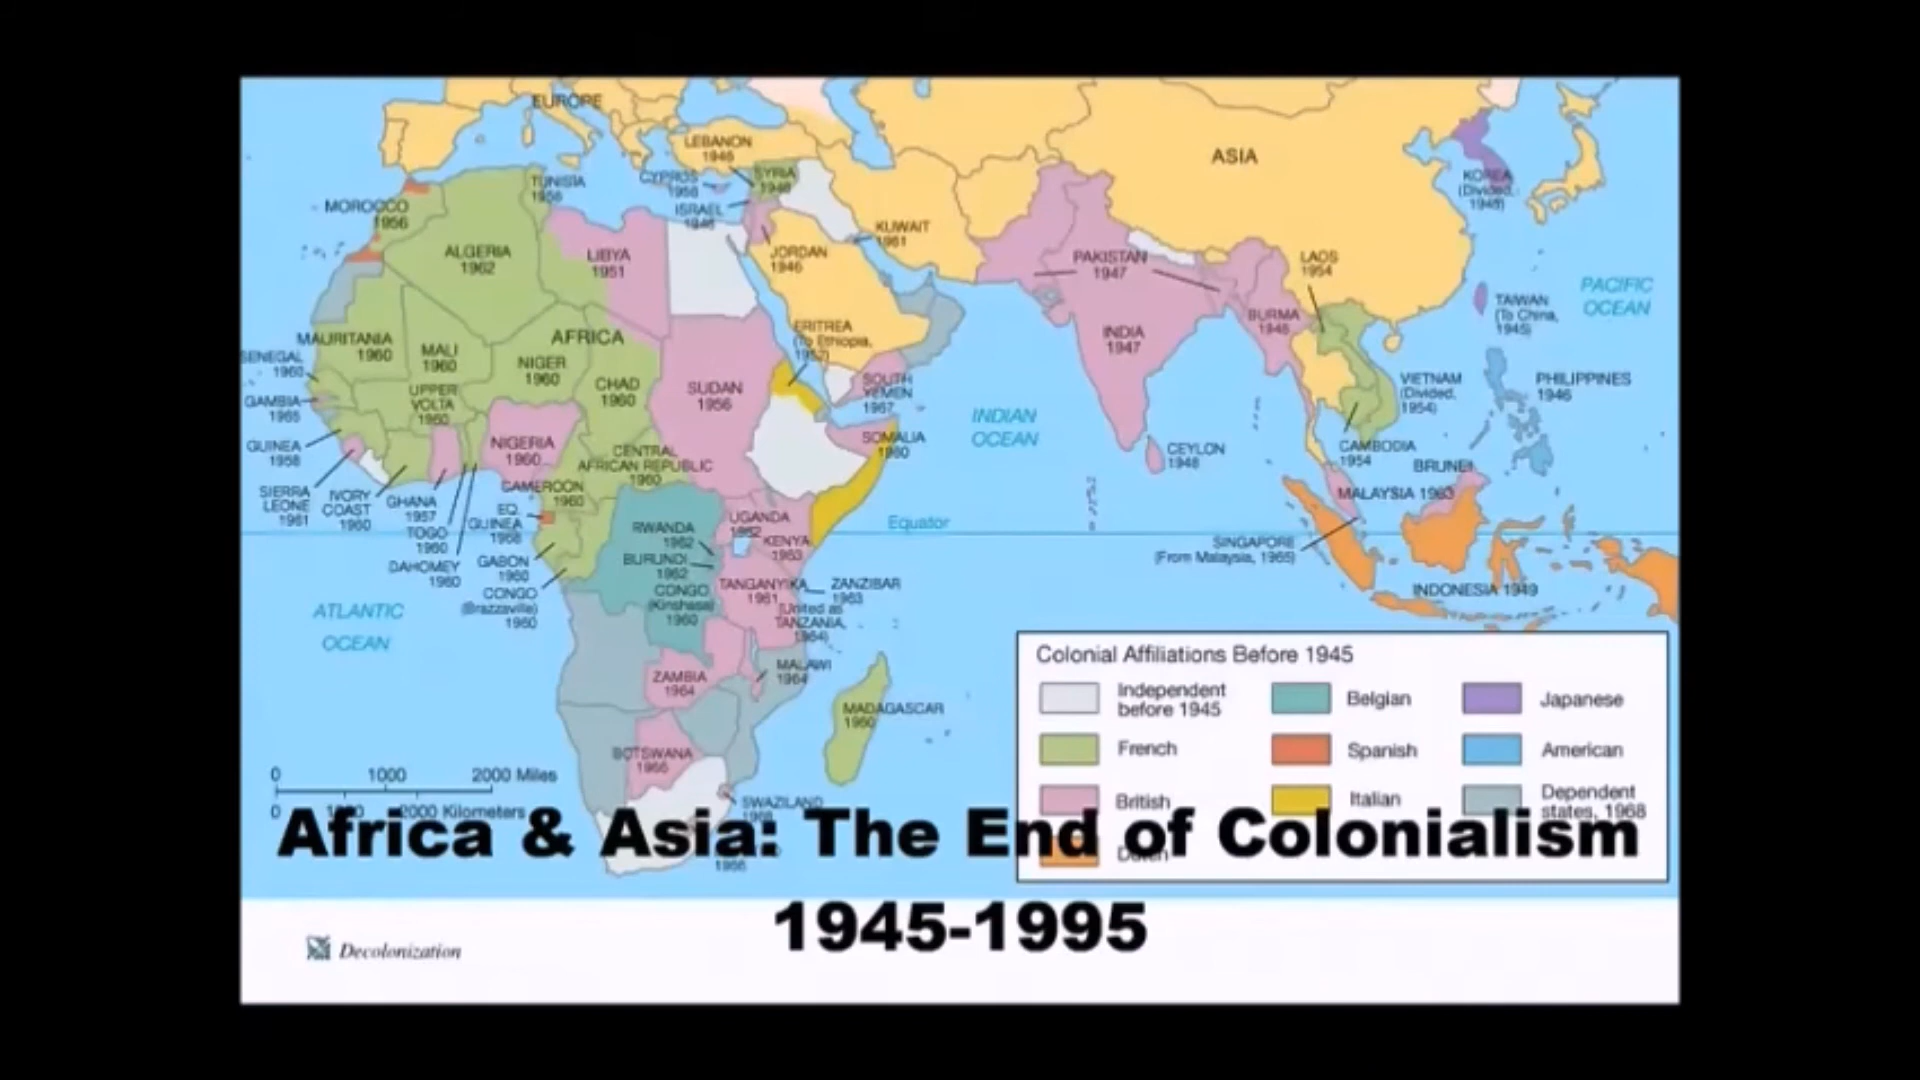 EUROPE
ASIA
LEBANON
1946
CYPRUS
SYRIA
ISRAEL
TUNISIA
1956
MOROCCO
1956
ALGERIA
1962
LIBYA
1951
JORDAN
1946
KUWAIT
1961
KOREA
(Divided,
PAKISTAN
1947
LAOS
1954
PACIFIC
OCEAN
TAIWAN
(To China,
1945)
BURMA
INDIA
1947
ERITREA
(To Ethiopia,
1952)
AFRICA
MAURITANIA
1960
MALI
1960
NIGER
1960
CHAD
1960
SENEGAL
1960
UPPER
VOLTA
1960
GAMBIA
1965
SUDAN
1956
SOUTH
YEMEN
1967
VIETNAM
(Divided,
1954)
PHILIPPINES
1946
INDIAN
OCEAN
NIGERIA
1960
GUINEA
1958
SOMALIA
1960
CENTRAL
AFRICAN REPUBLIC
1960
CEYLON
1948
CAMBODIA
1954
BRUNEI
MALAYSIA 1963
SIERRA
LEONE
1961
IVORY
COAST
1960
GHANA
1957
CAMEROON
1960
TOGO
1960
EQ.
GUINEA
1968
DAHOMEY
1960
GABON
1960
CONGO
(Brazzaville)
1960
RWANDA
1962
BURUNDI
1962
CONGO
(Kinshasa)
1960
UGANDA
1962
KENYA
1963
Equator
SINGAPORE
(From Malaysia, 1965)
TANGANYIKA
1961
ZANZIBAR
1963
(United as
TANZANIA,
1964)
INDONESIA 1949
ATLANTIC
OCEAN
ZAMBIA
1964
MALAWI
1964
MADAGASCAR
1960
BOTSWANA
1966
SWAZILAND
1968
0 1000 2000 Miles
0 2000 Kilometers
Colonial Affiliations Before 1945
Independent
before 1945
Belgian
Japanese
French
Spanish
American
British
Italian
Dependent
states, 1968
Dutch
Africa & Asia: The End of Colonialism
1945-1995
Decolonization